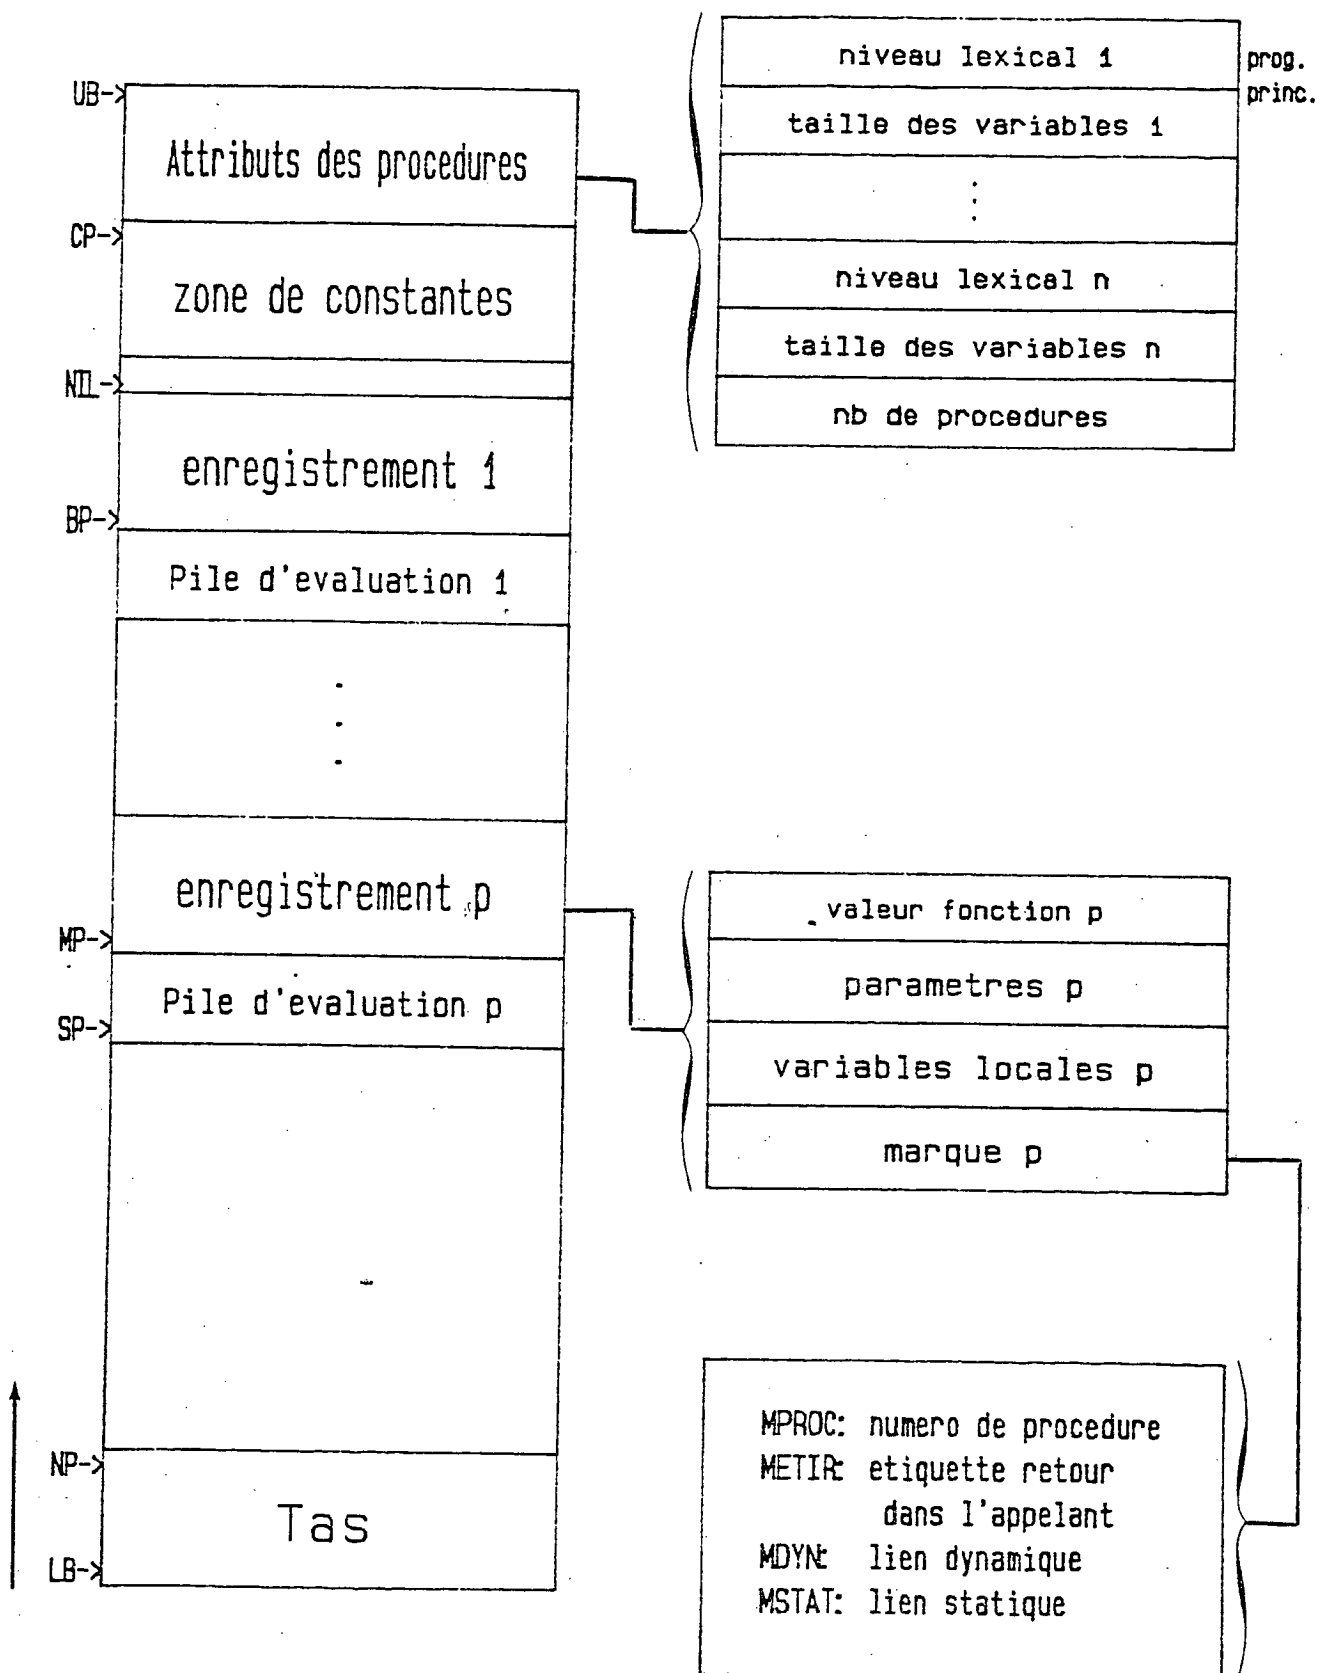 UB->
Attributs des procedures
CP->
zone de constantes
NIL->
enregistrement 1
BP->
Pile d'evaluation 1
enregistrement p
MP->
Pile d'evaluation p
SP->
NP->
Tas
LB->
niveau lexical 1
prog.
princ.
taille des variables 1
niveau lexical n
taille des variables n
nb de procedures
valeur fonction p
parametres p
variables locales p
marque p
MPROC: numero de procedure
METIR: etiquette retour
dans l'appelant
MDYN: lien dynamique
MSTAT: lien statique